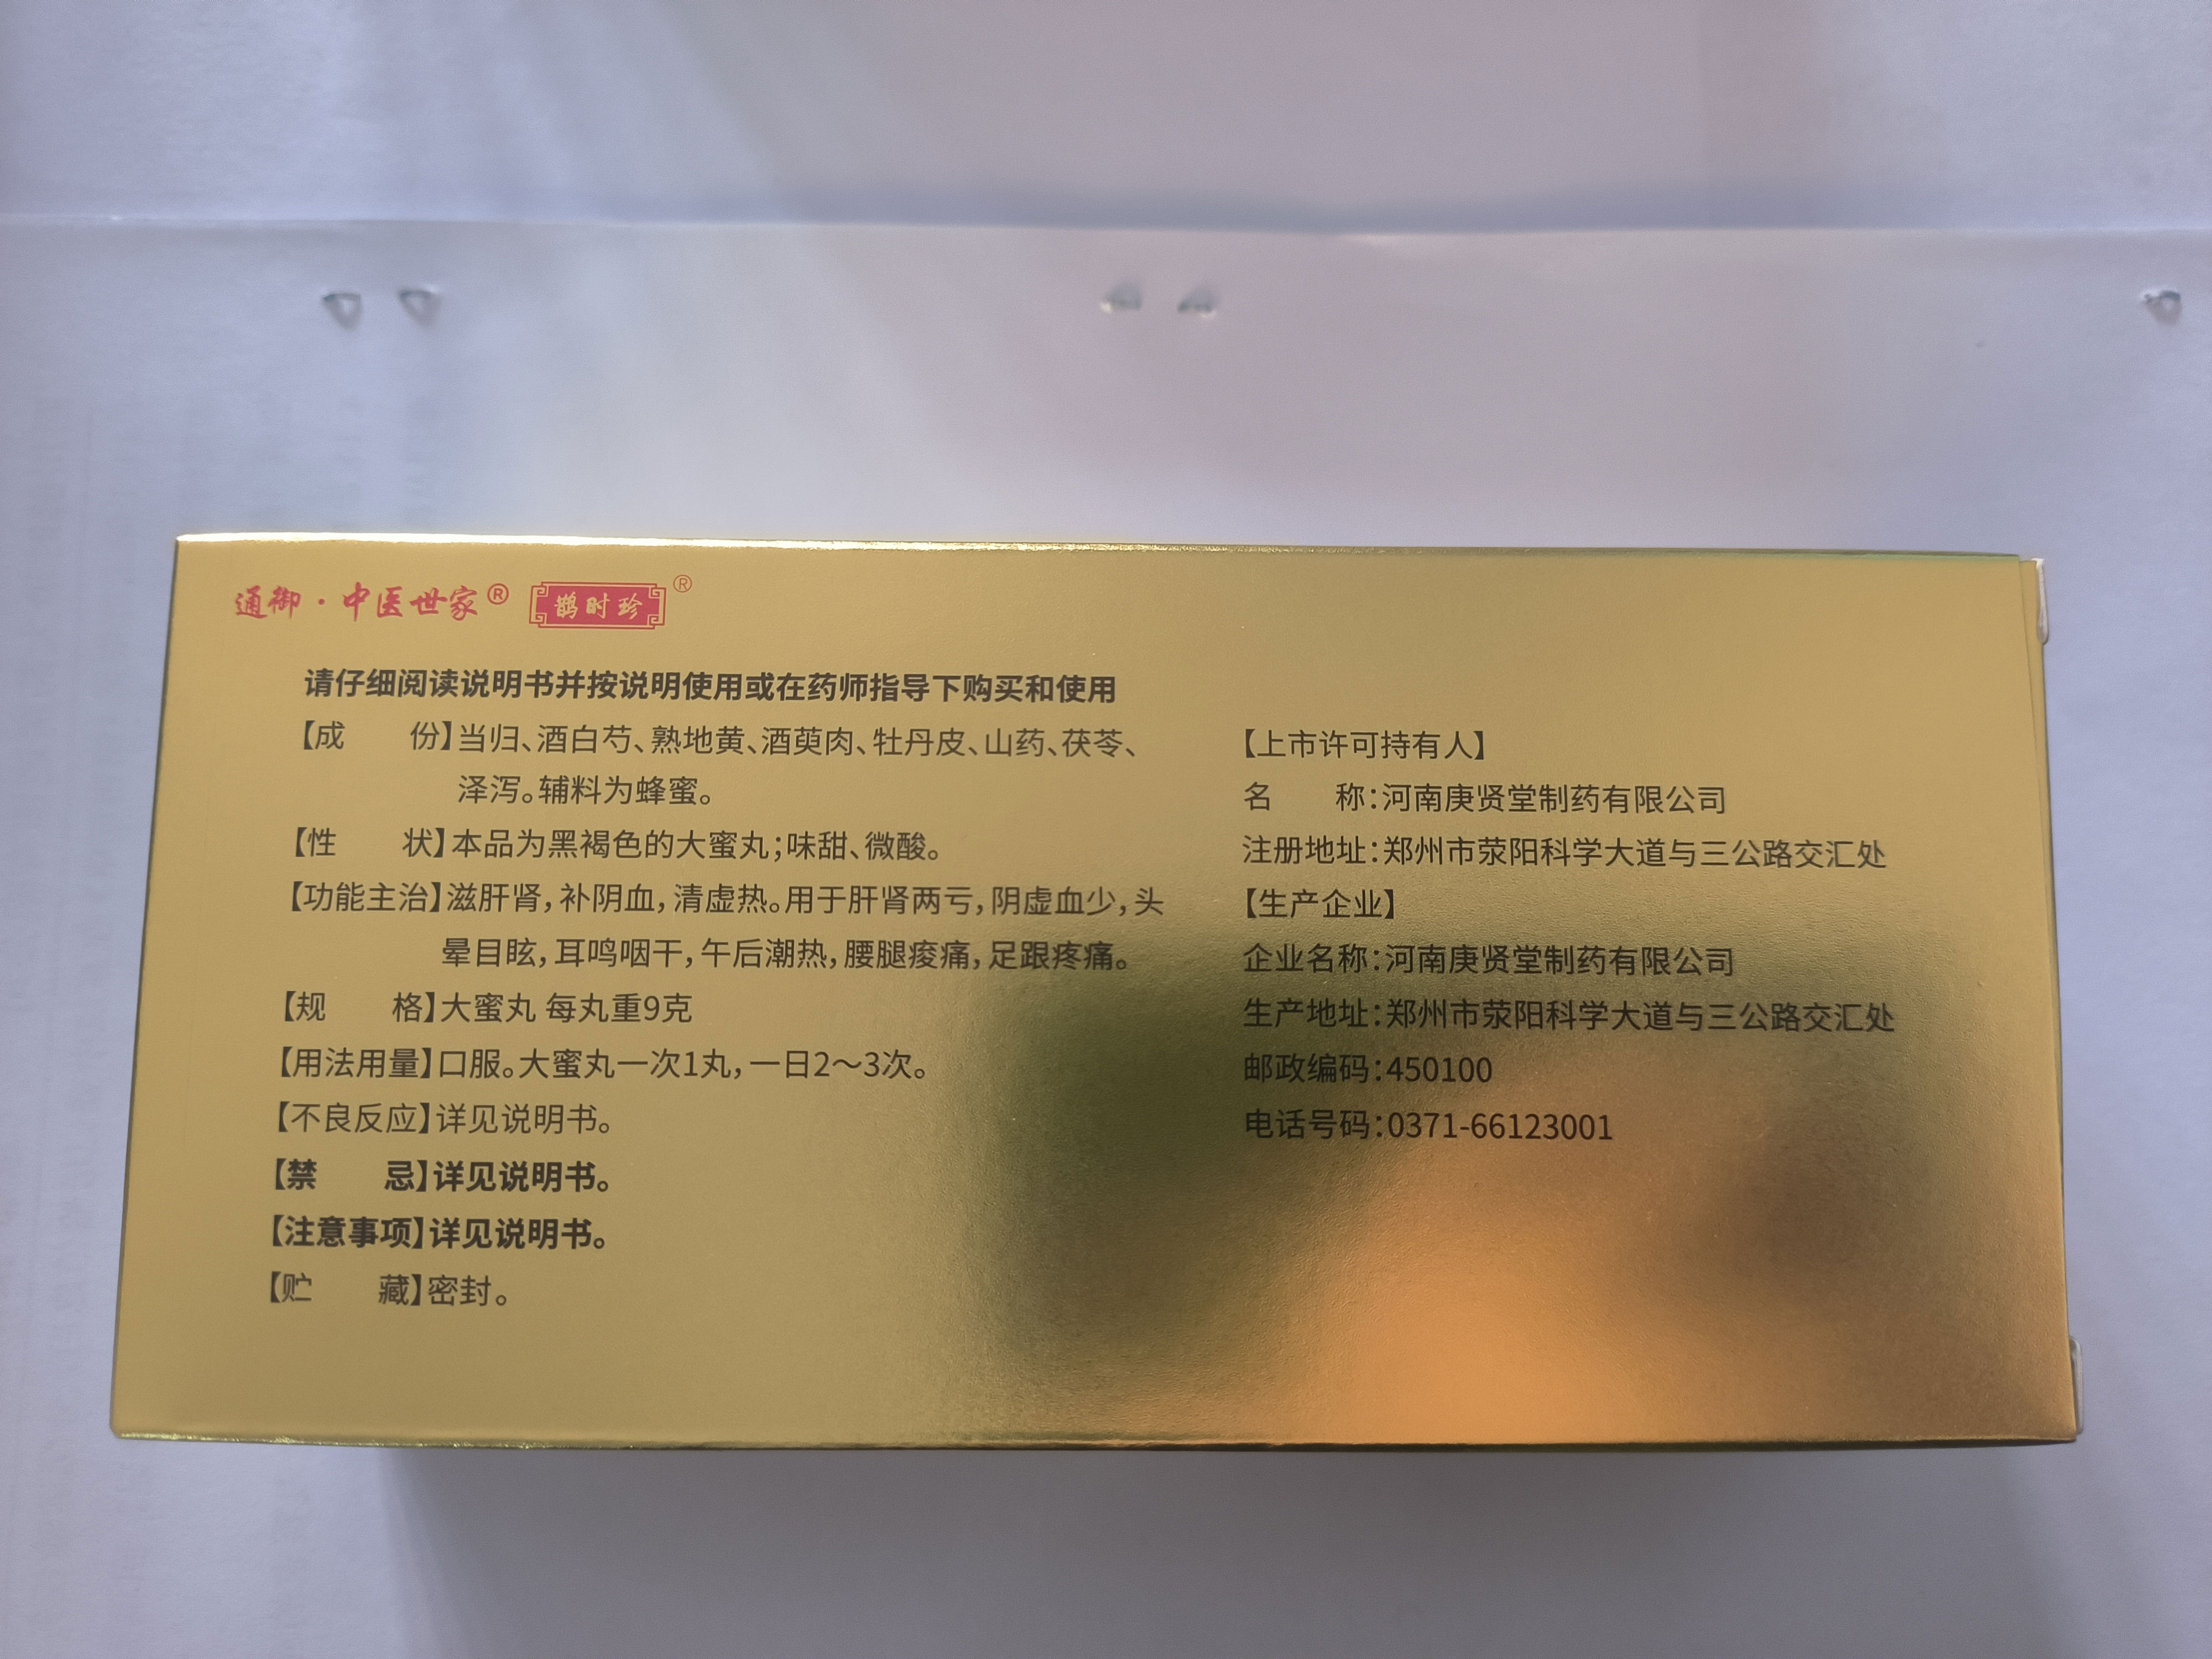 通御·中医世家® 鹊时珍®
请仔细阅读说明书并按说明使用或在药师指导下购买和使用
【成 份】当归、酒白芍、熟地黄、酒萸肉、牡丹皮、山药、茯苓、
泽泻。辅料为蜂蜜。
【性 状】本品为黑褐色的大蜜丸；味甜、微酸。
【功能主治】滋肝肾，补阴血，清虚热。用于肝肾两亏，阴虚血少，头
晕目眩，耳鸣咽干，午后潮热，腰腿痠痛，足跟疼痛。
【规 格】大蜜丸 每丸重9克
【用法用量】口服。大蜜丸一次1丸，一日2～3次。
【不良反应】详见说明书。
【禁 忌】详见说明书。
【注意事项】详见说明书。
【贮 藏】密封。
【上市许可持有人】
名 称：河南庚贤堂制药有限公司
注册地址：郑州市荥阳科学大道与三公路交汇处
【生产企业】
企业名称：河南庚贤堂制药有限公司
生产地址：郑州市荥阳科学大道与三公路交汇处
邮政编码：450100
电话号码：0371-66123001